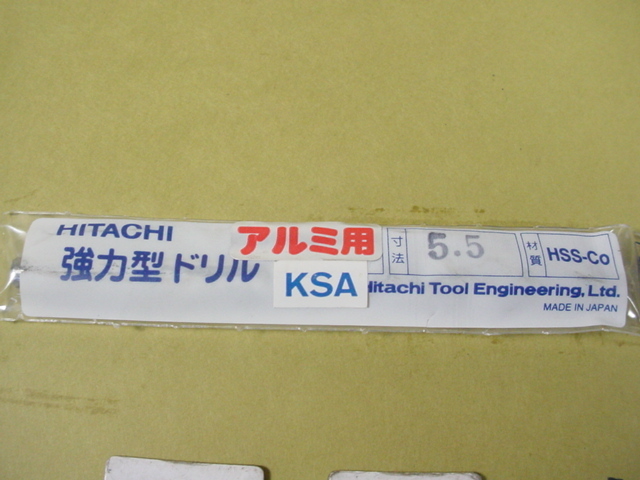 HITACHI
強力型ドリル
アルミ用
KSA
寸法
5.5
材質
HSS-Co
Hitachi Tool Engineering, Ltd.
MADE IN JAPAN